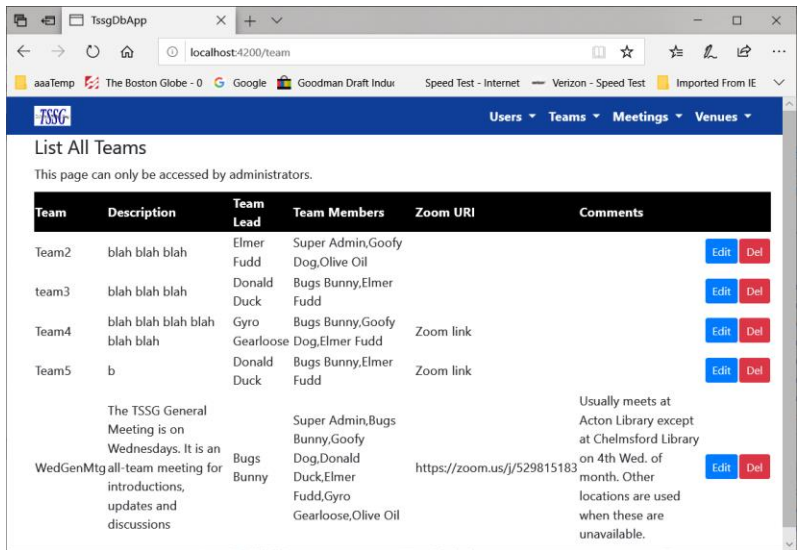 TssgDbApp
localhost:4200/team
aaaTemp The Boston Globe - 0 Google Goodman Draft Induc Speed Test - Internet Verizon - Speed Test Imported From IE
TSSG Users Teams Meetings Venues
List All Teams
This page can only be accessed by administrators.
Team Description Team Lead Team Members Zoom URI Comments
Team2 blah blah blah Elmer Fudd Super Admin,Goofy Dog,Olive Oil Edit Del
team3 blah blah blah Donald Duck Bugs Bunny,Elmer Fudd Edit Del
Team4 blah blah blah blah blah blah Gyro Gearloose Bugs Bunny,Goofy Dog,Elmer Fudd Zoom link Edit Del
Team5 b Donald Duck Bugs Bunny,Elmer Fudd Zoom link Edit Del
WedGenMtg
The TSSG General
Meeting is on
Wednesdays. It is an
all-team meeting for
introductions,
updates and
discussions
Bugs
Bunny
Super Admin,Bugs
Bunny,Goofy
Dog,Donald
Duck,Elmer
Fudd,Gyro
Gearloose,Olive Oil
https://zoom.us/j/529815183
Usually meets at
Acton Library except
at Chelmsford Library
on 4th Wed. of
month. Other
locations are used
when these are
unavailable.
Edit Del